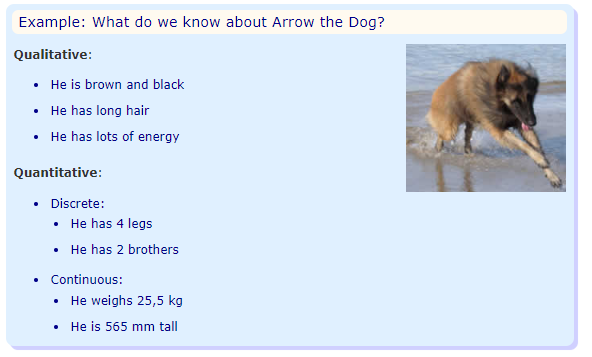 Example: What do we know about Arrow the Dog?
Qualitative:
He is brown and black
He has long hair
He has lots of energy
Quantitative:
Discrete:
He has 4 legs
He has 2 brothers
Continuous:
He weighs 25,5 kg
He is 565 mm tall